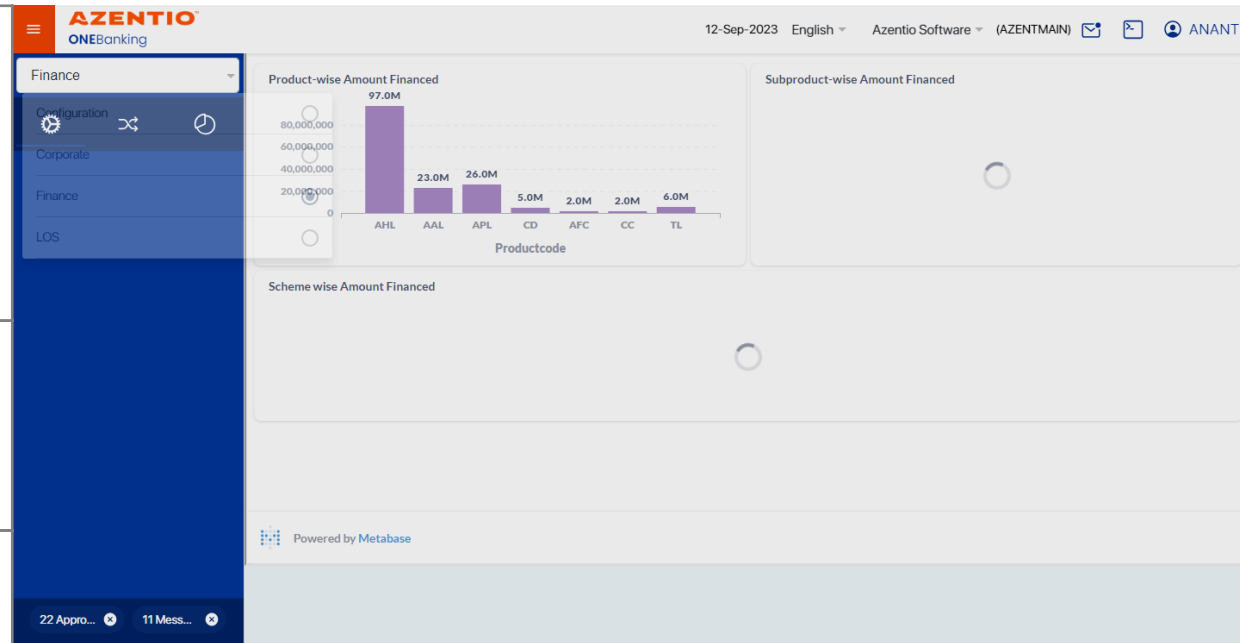 AZENTIO
ONEBanking
12-Sep-2023 English Azentio Software (AZENTMAIN) ANANT
Finance
Configuration
Corporate
Finance
LOS
Product-wise Amount Financed
97.0M
80,000,000
60,000,000
40,000,000
20,000,000
0
23.0M 26.0M 5.0M 2.0M 2.0M 6.0M
AHL AAL APL CD AFC CC TL
Productcode
Subproduct-wise Amount Financed
Scheme wise Amount Financed
Powered by Metabase
22 Appro... 11 Mess...